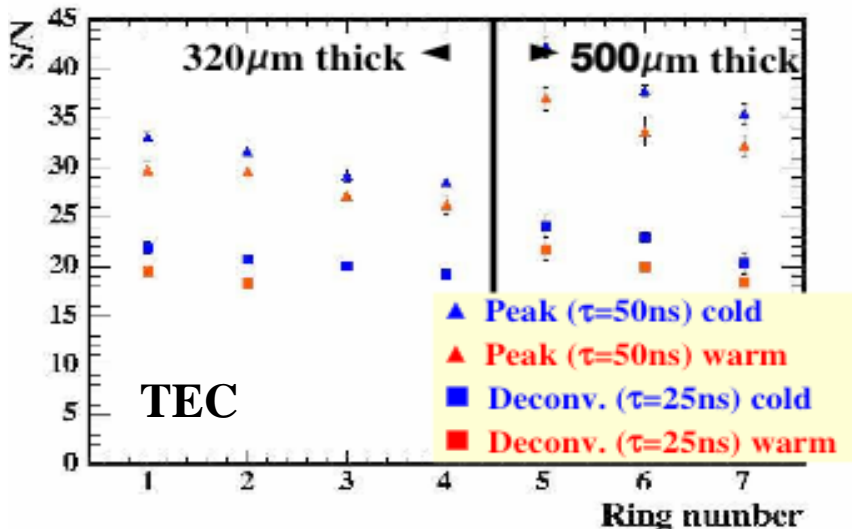 S/N
45
40
35
30
25
20
15
10
5
0
320μm thick
500μm thick
▲ Peak (τ=50ns) cold
▲ Peak (τ=50ns) warm
■ Deconv. (τ=25ns) cold
■ Deconv. (τ=25ns) warm
TEC
1 2 3 4 5 6 7
Ring number